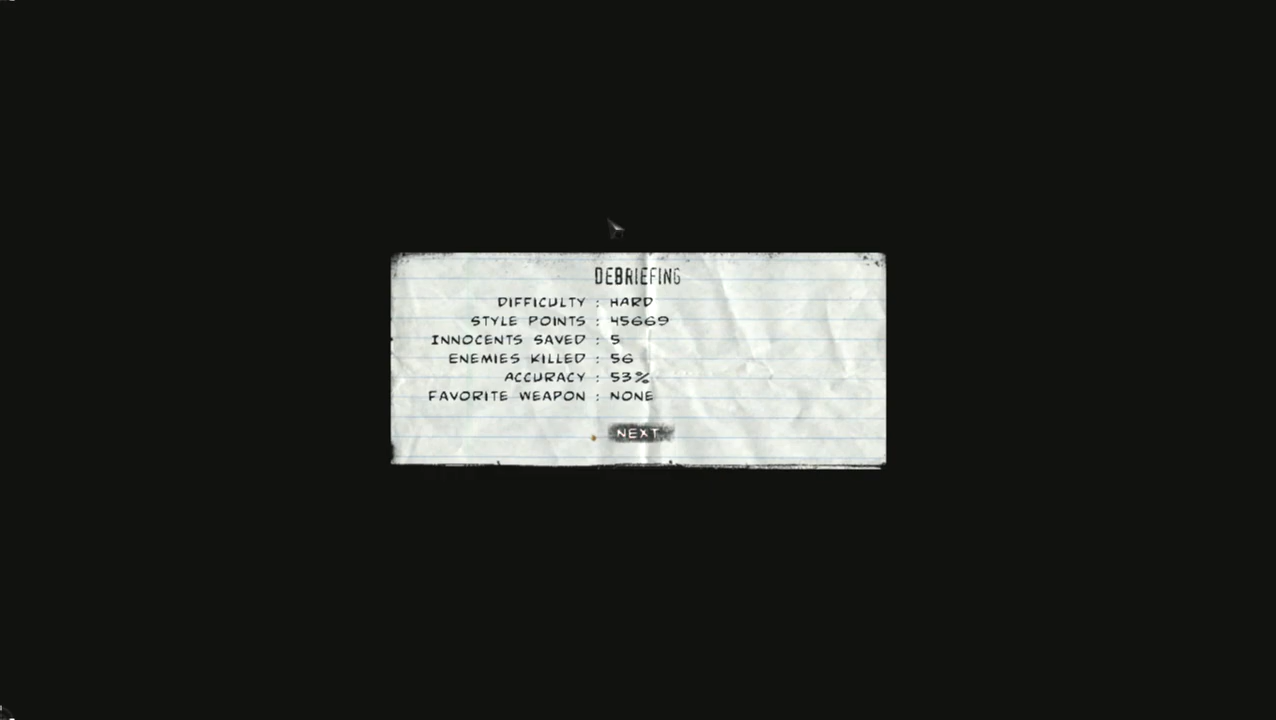 DEBRIEFING
DIFFICULTY : HARD
STYLE POINTS : 45669
INNOCENTS SAVED : 5
ENEMIES KILLED : 56
ACCURACY : 53%
FAVORITE WEAPON : NONE
NEXT